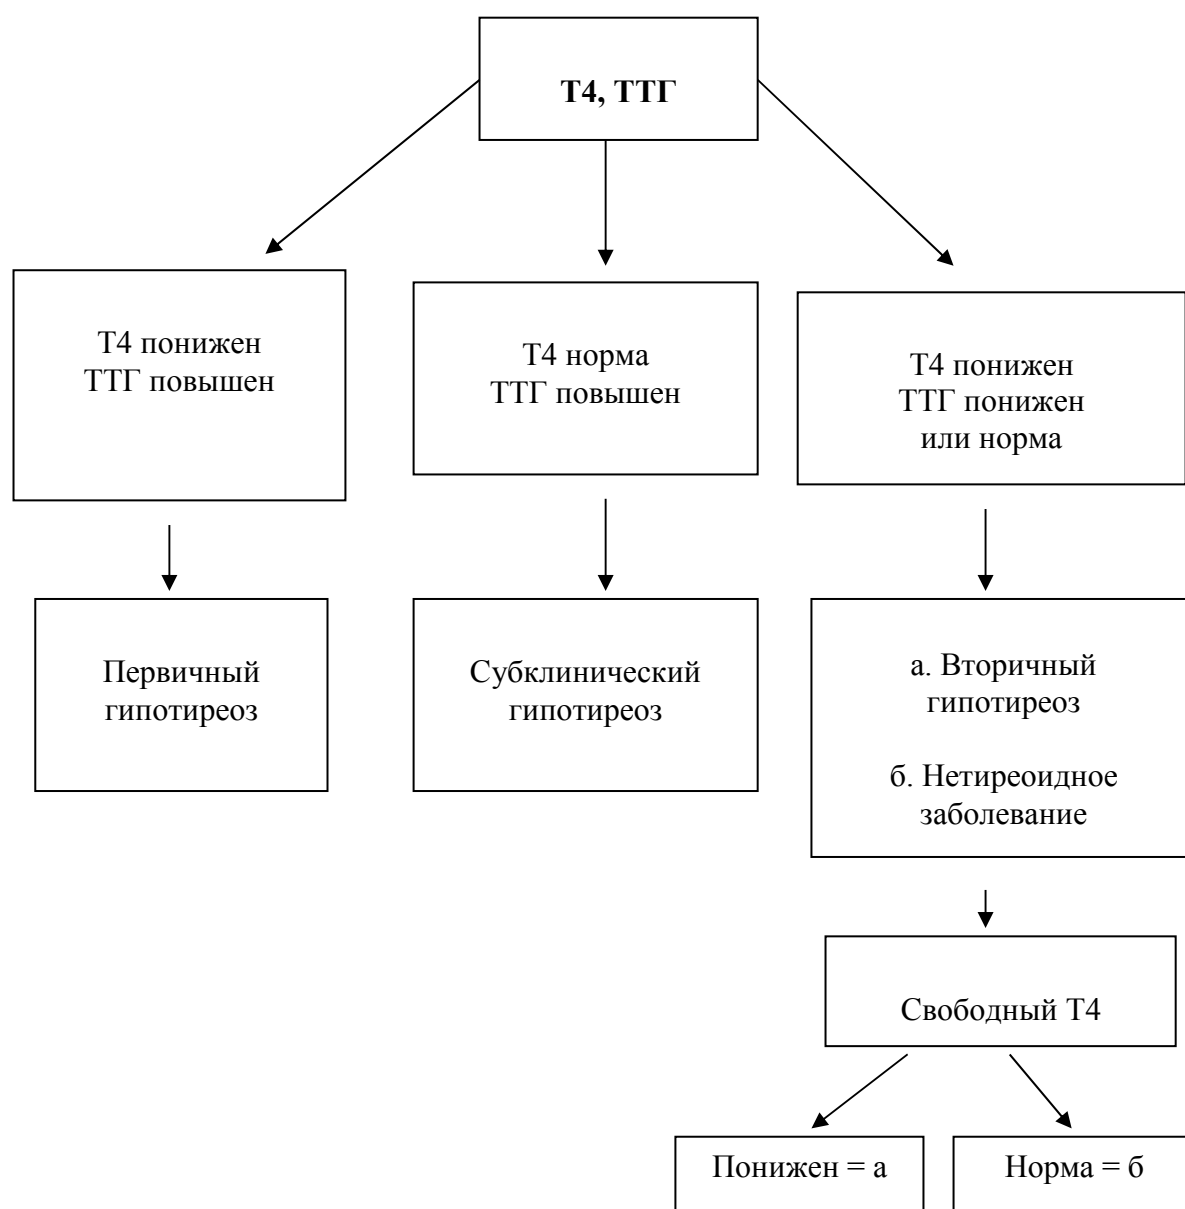 Т4, ТТГ
Т4 понижен
ТТГ повышен
Т4 норма
ТТГ повышен
Т4 понижен
ТТГ понижен
или норма
Первичный
гипотиреоз
Субклинический
гипотиреоз
а. Вторичный
гипотиреоз
б. Нетиреоидное
заболевание
Свободный Т4
Понижен = а
Норма = б